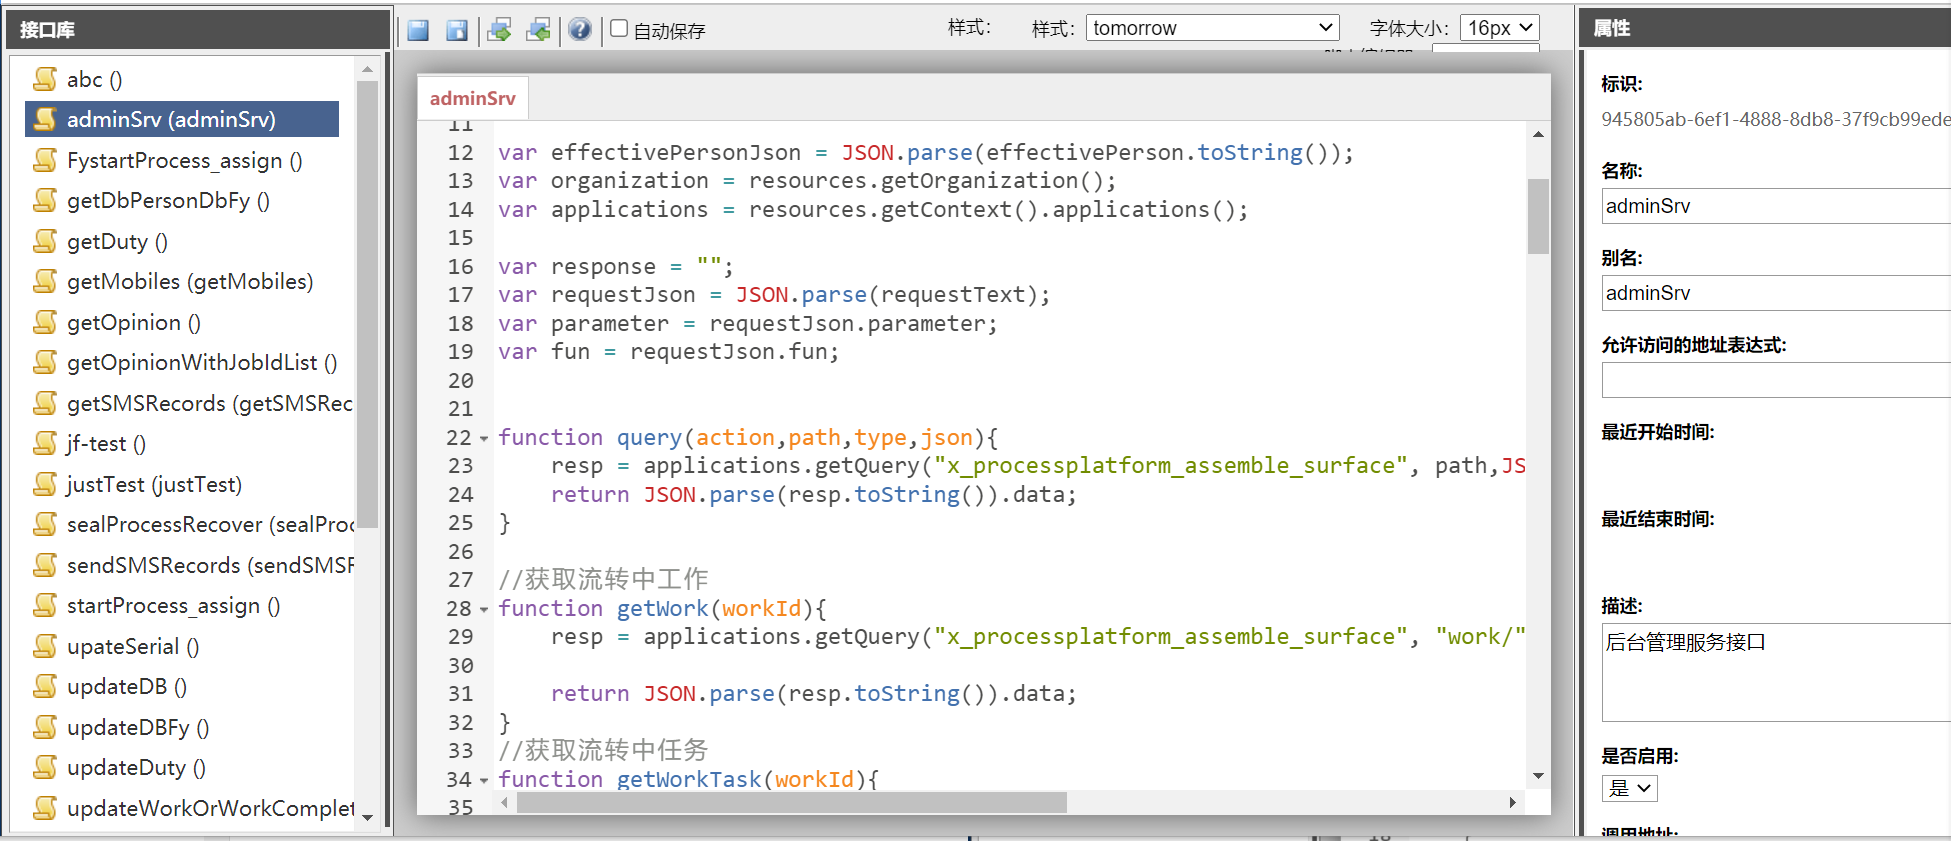 接口库
自动保存
样式：
样式：
tomorrow
字体大小：
16px
属性
abc ()
adminSrv (adminSrv)
FystartProcess_assign ()
getDbPersonDbFy ()
getDuty ()
getMobiles (getMobiles)
getOpinion ()
getOpinionWithJobIdList ()
getSMSRecords (getSMSRec
jf-test ()
justTest (justTest)
sealProcessRecover (sealProc
sendSMSRecords (sendSMSR
startProcess_assign ()
upateSerial ()
updateDB ()
updateDBFy ()
updateDuty ()
updateWorkOrWorkComplet
adminSrv
11
12 var effectivePersonJson = JSON.parse(effectivePerson.toString());
13 var organization = resources.getOrganization();
14 var applications = resources.getContext().applications();
15
16 var response = "";
17 var requestJson = JSON.parse(requestText);
18 var parameter = requestJson.parameter;
19 var fun = requestJson.fun;
20
21
22 function query(action,path,type,json){
23 resp = applications.getQuery("x_processplatform_assemble_surface", path,JS
24 return JSON.parse(resp.toString()).data;
25 }
26
27 //获取流转中工作
28 function getWork(workId){
29 resp = applications.getQuery("x_processplatform_assemble_surface", "work/"
30
31 return JSON.parse(resp.toString()).data;
32 }
33 //获取流转中任务
34 function getWorkTask(workId){
35
标识:
945805ab-6ef1-4888-8db8-37f9cb99ede
名称:
adminSrv
别名:
adminSrv
允许访问的地址表达式:
最近开始时间:
最近结束时间:
描述:
后台管理服务接口
是否启用:
是
调用地址: